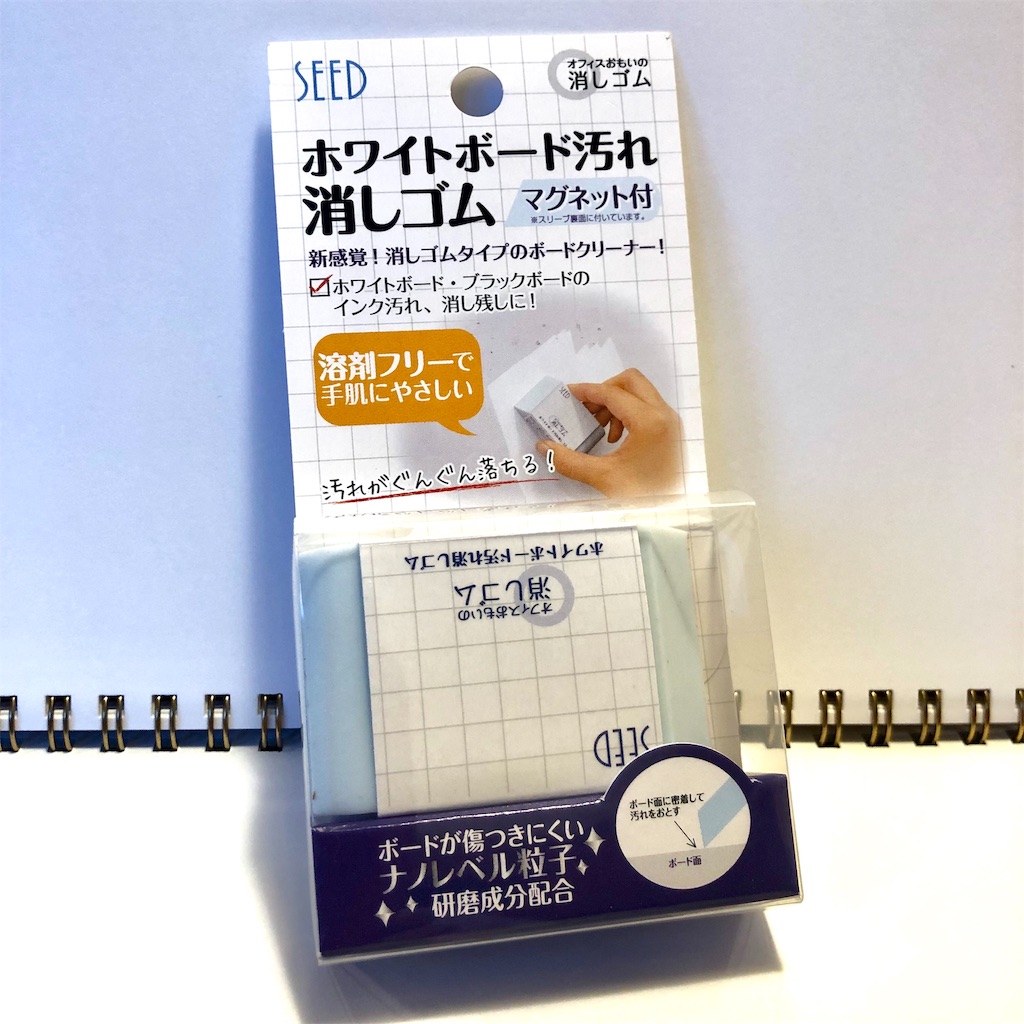 SEED
オフィスおもいの
消しゴム
ホワイトボード汚れ
消しゴム
マグネット付
※スリーブ裏面に付いています。
新感覚!消しゴムタイプのボードクリーナー!
ホワイトボード・ブラックボードの
インク汚れ、消し残しに!
溶剤フリーで
手肌にやさしい
SEED
汚れがぐんぐん落ちる!
ホワイトボード汚れ消しゴム
オフィスおもいの
消しゴム
SEED
ボード面に密着して
汚れをおとす
ボード面
ボードが傷つきにくい
ナノレベル粒子
研磨成分配合